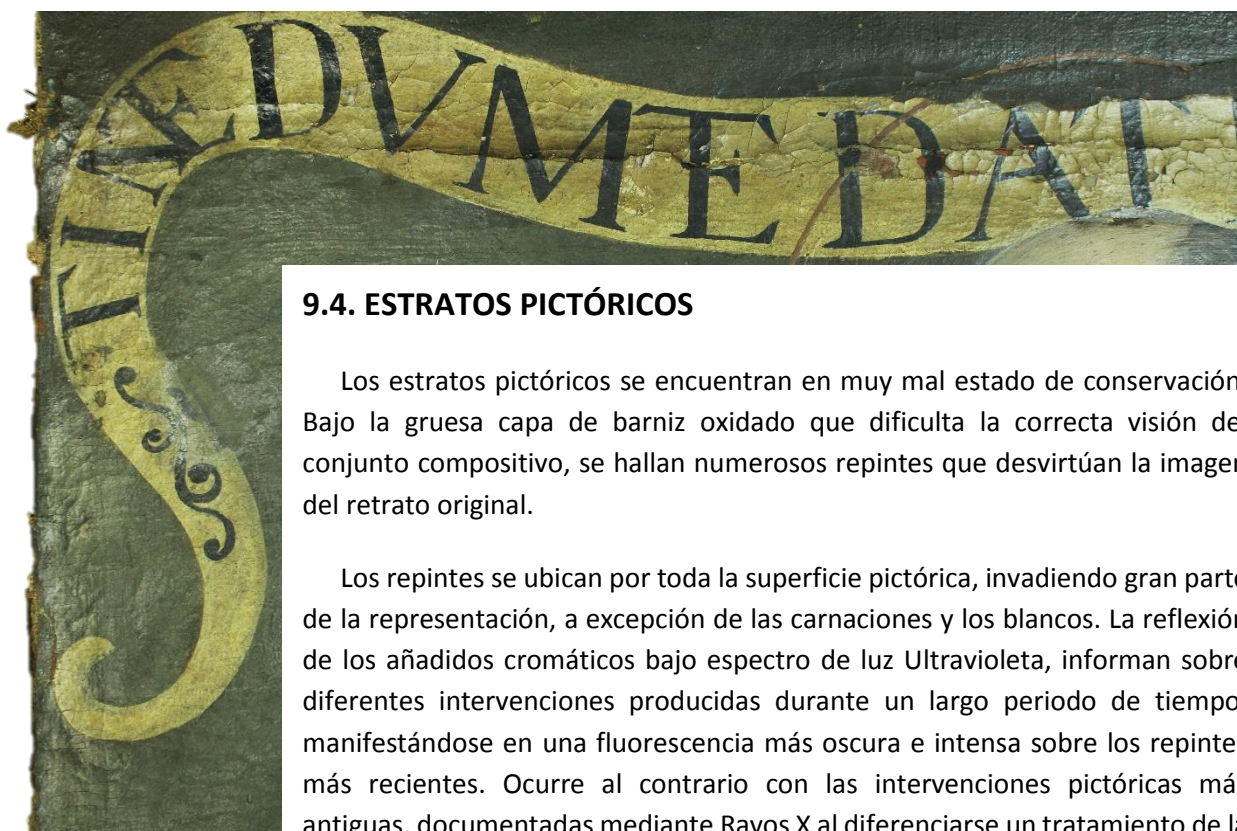 TINE DVME DAT
9.4. ESTRATOS PICTÓRICOS
Los estratos pictóricos se encuentran en muy mal estado de conservación
Bajo la gruesa capa de barniz oxidado que dificulta la correcta visión de
conjunto compositivo, se hallan numerosos repintes que desvirtúan la imagen
del retrato original.
Los repintes se ubican por toda la superficie pictórica, invadiendo gran parte
de la representación, a excepción de las carnaciones y los blancos. La reflexión
de los añadidos cromáticos bajo espectro de luz Ultravioleta, informan sobre
diferentes intervenciones producidas durante un largo periodo de tiempo
manifestándose en una fluorescencia más oscura e intensa sobre los repinte
más recientes. Ocurre al contrario con las intervenciones pictóricas má
antiguas, documentadas mediante Rayos X al diferenciarse un tratamiento de la